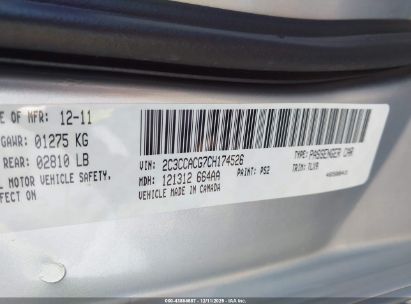 E OF MFR: 12-11
GAWR: 01275 KG
REAR: 02810 LB
L MOTOR VEHICLE SAFETY.
FECT ON
VIN: 2C3CCACG7CH174526
MDH: 121312 664AA
VEHICLE MADE IN CANADA
PAINT: PS2
TYPE: PASSENGER CAR
TRIM: TLV9